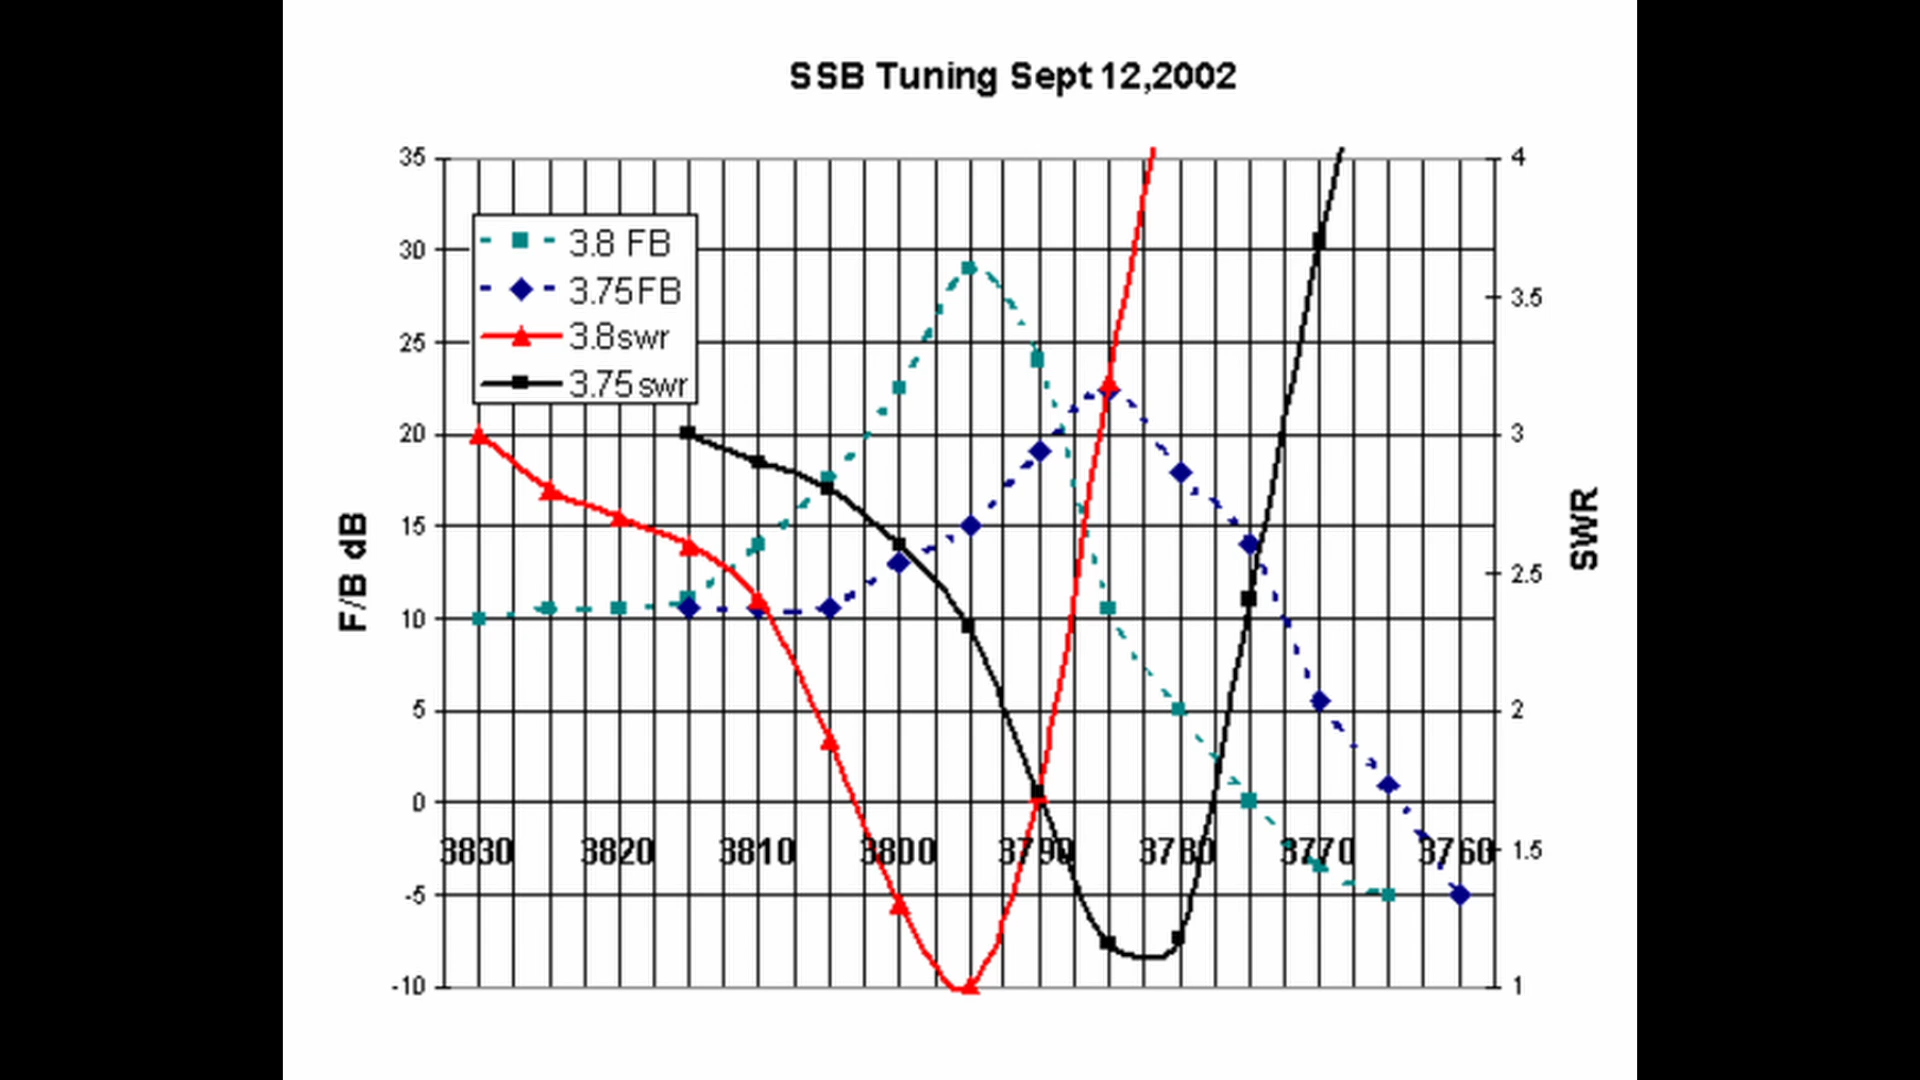 SSB Tuning Sept 12,2002
35
30
25
20
15
10
5
0
-5
-10
F/B dB
3.8 FB
3.75FB
3.8swr
3.75swr
3830 3820 3810 3800 3790 3780 3770 3760
4
3.5
3
2.5
2
1.5
1
SWR